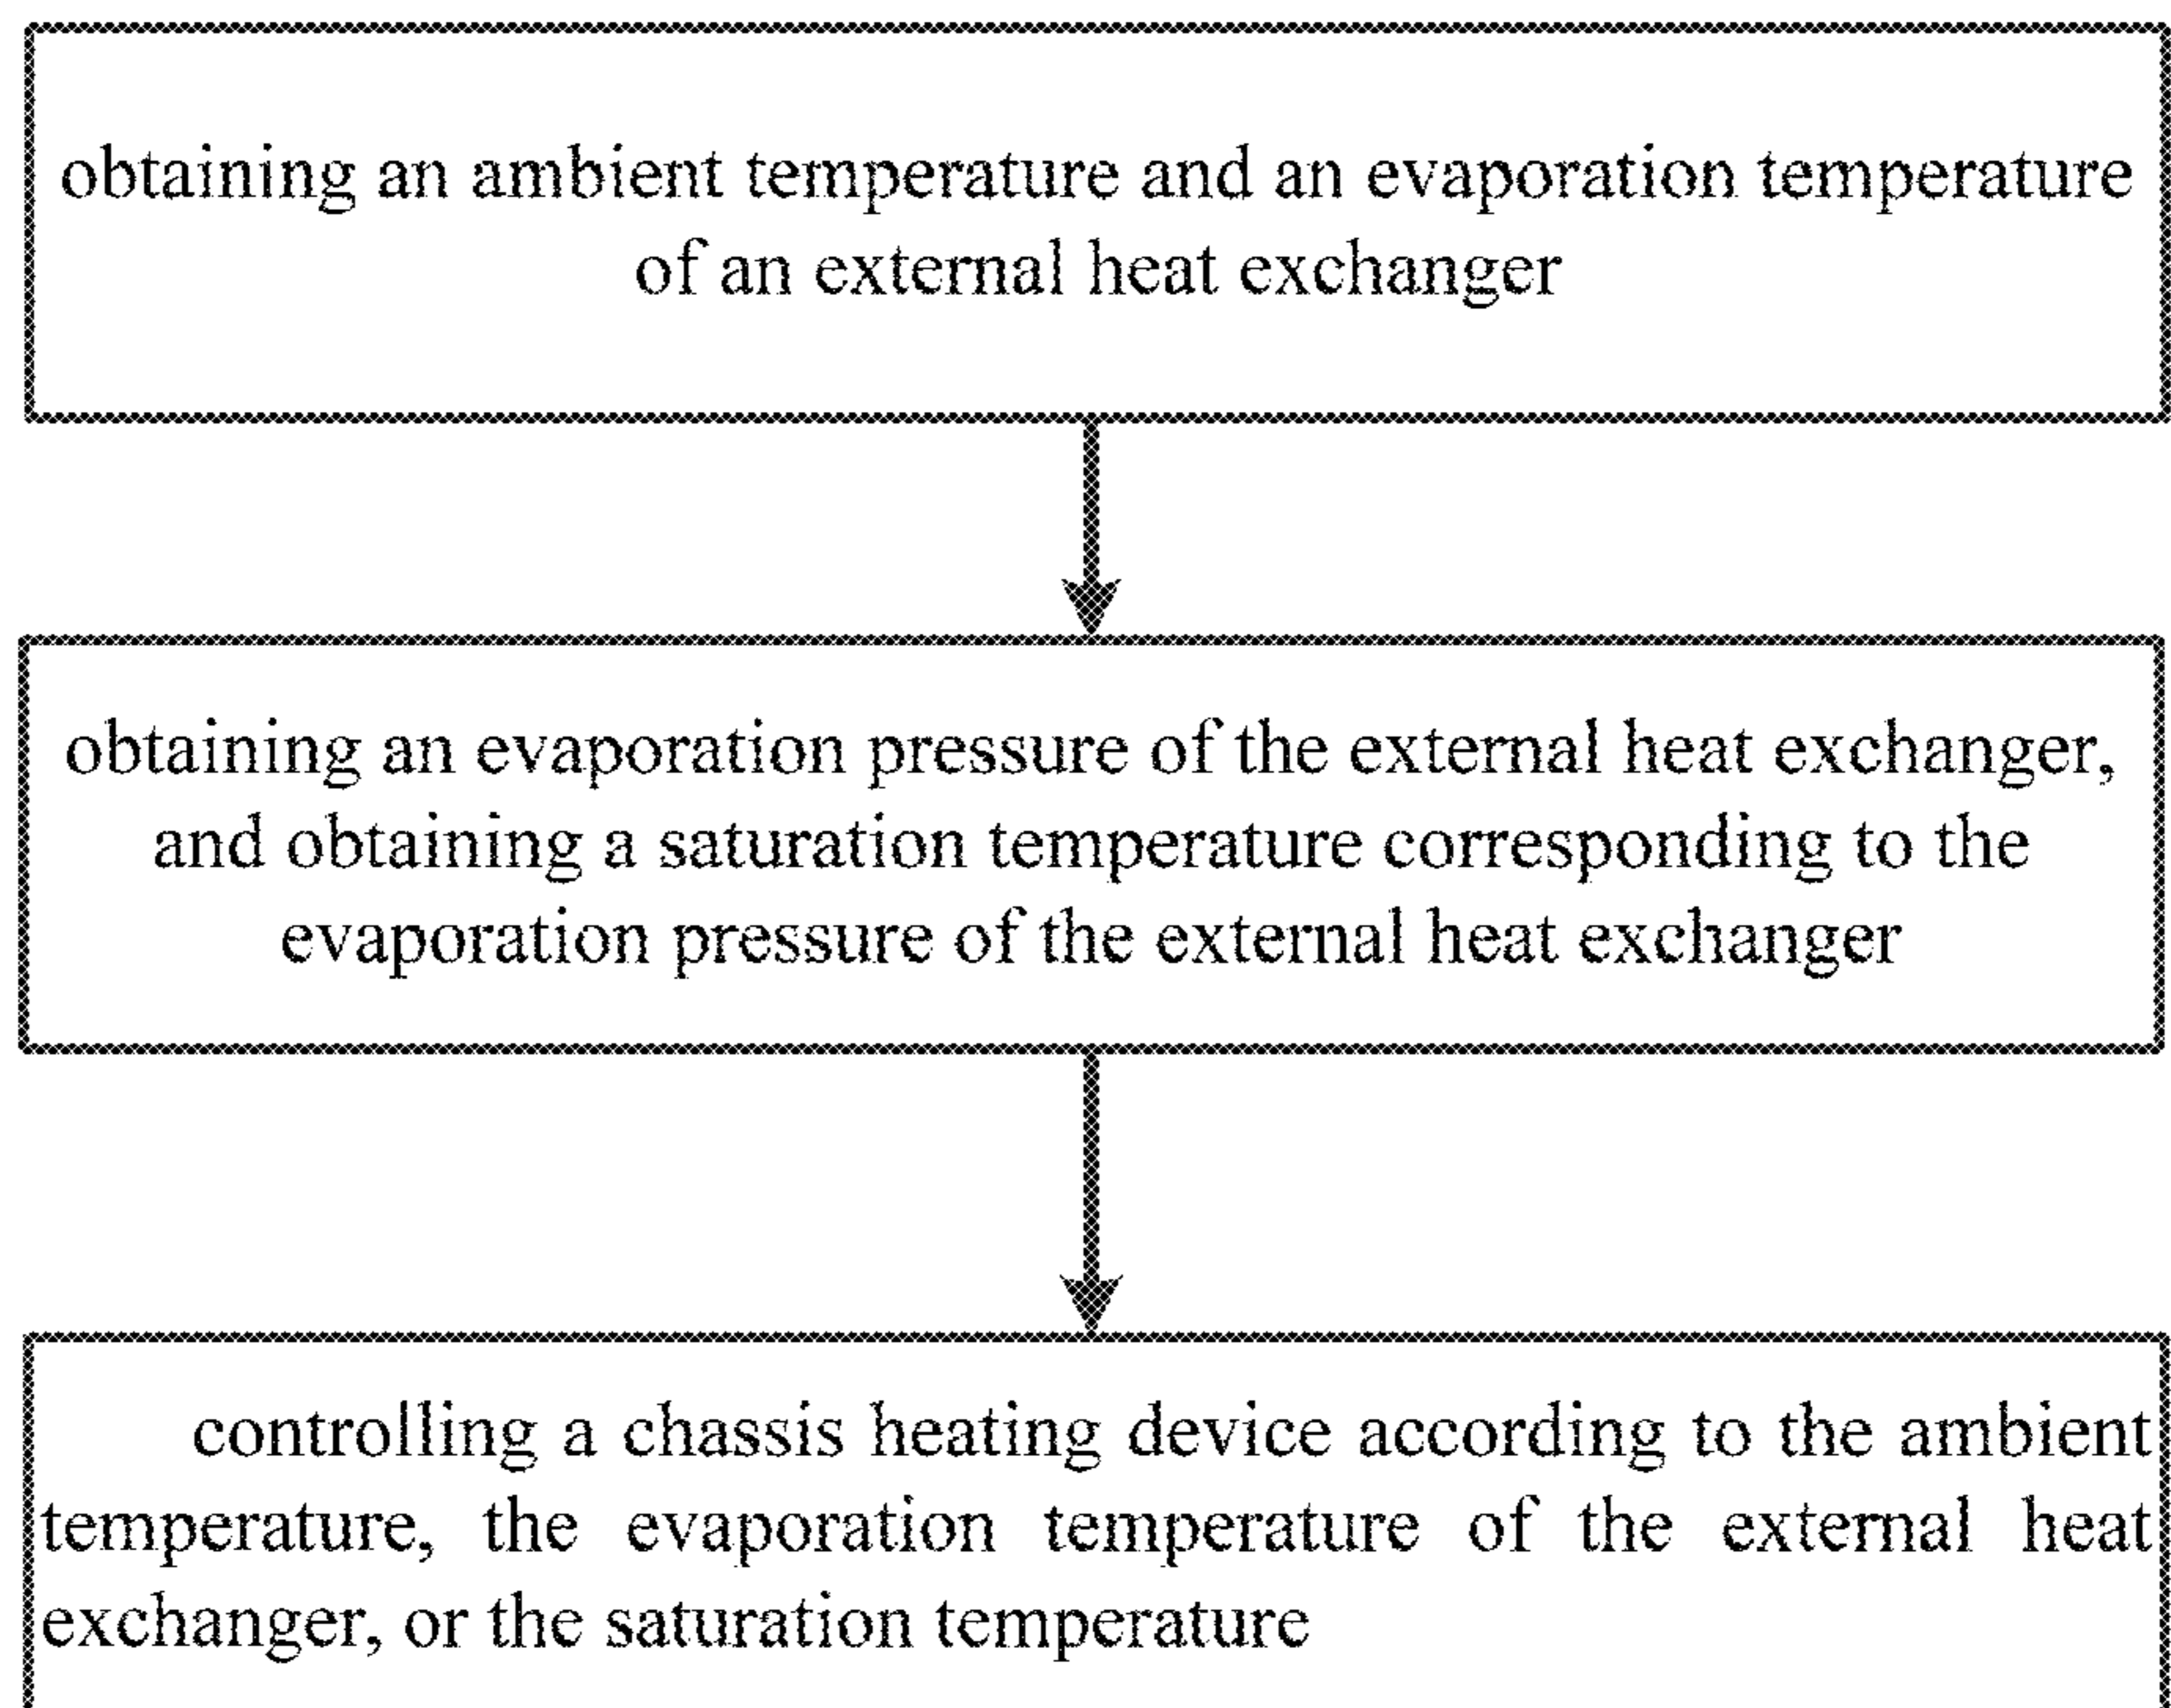 obtaining an ambient temperature and an evaporation temperature
of an external heat exchanger
obtaining an evaporation pressure of the external heat exchanger,
and obtaining a saturation temperature corresponding to the
evaporation pressure of the external heat exchanger
controlling a chassis heating device according to the ambient
temperature, the evaporation temperature of the external heat
exchanger, or the saturation temperature